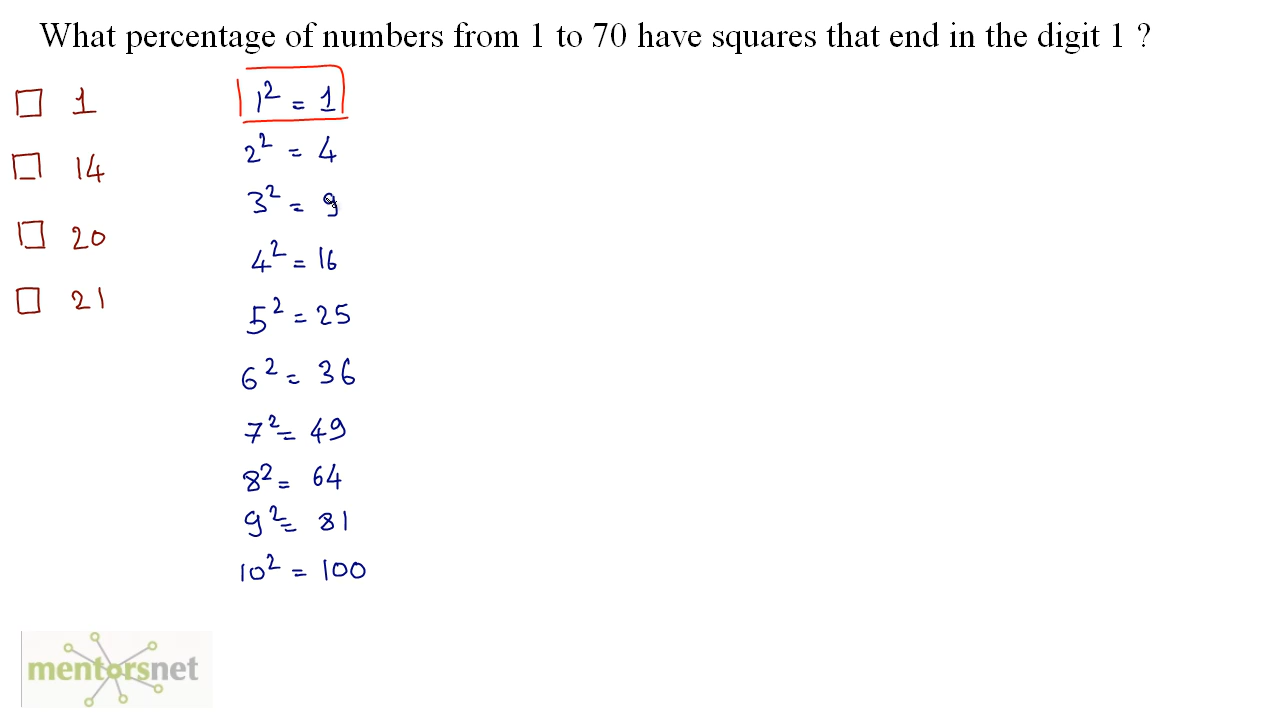 What percentage of numbers from 1 to 70 have squares that end in the digit 1 ?
1
14
20
21
1² = 1
2² = 4
3² = 9
4² = 16
5² = 25
6² = 36
7² = 49
8² = 64
9² = 81
10² = 100
mentorsnet